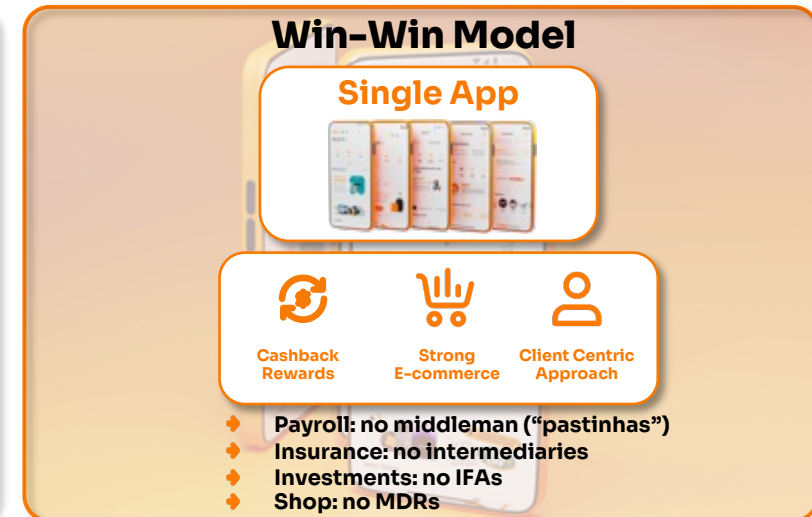 Win-Win Model
Single App
Cashback
Rewards
Strong
E-commerce
Client Centric
Approach
Payroll: no middleman (“pastinhas”)
Insurance: no intermediaries
Investments: no IFAs
Shop: no MDRs